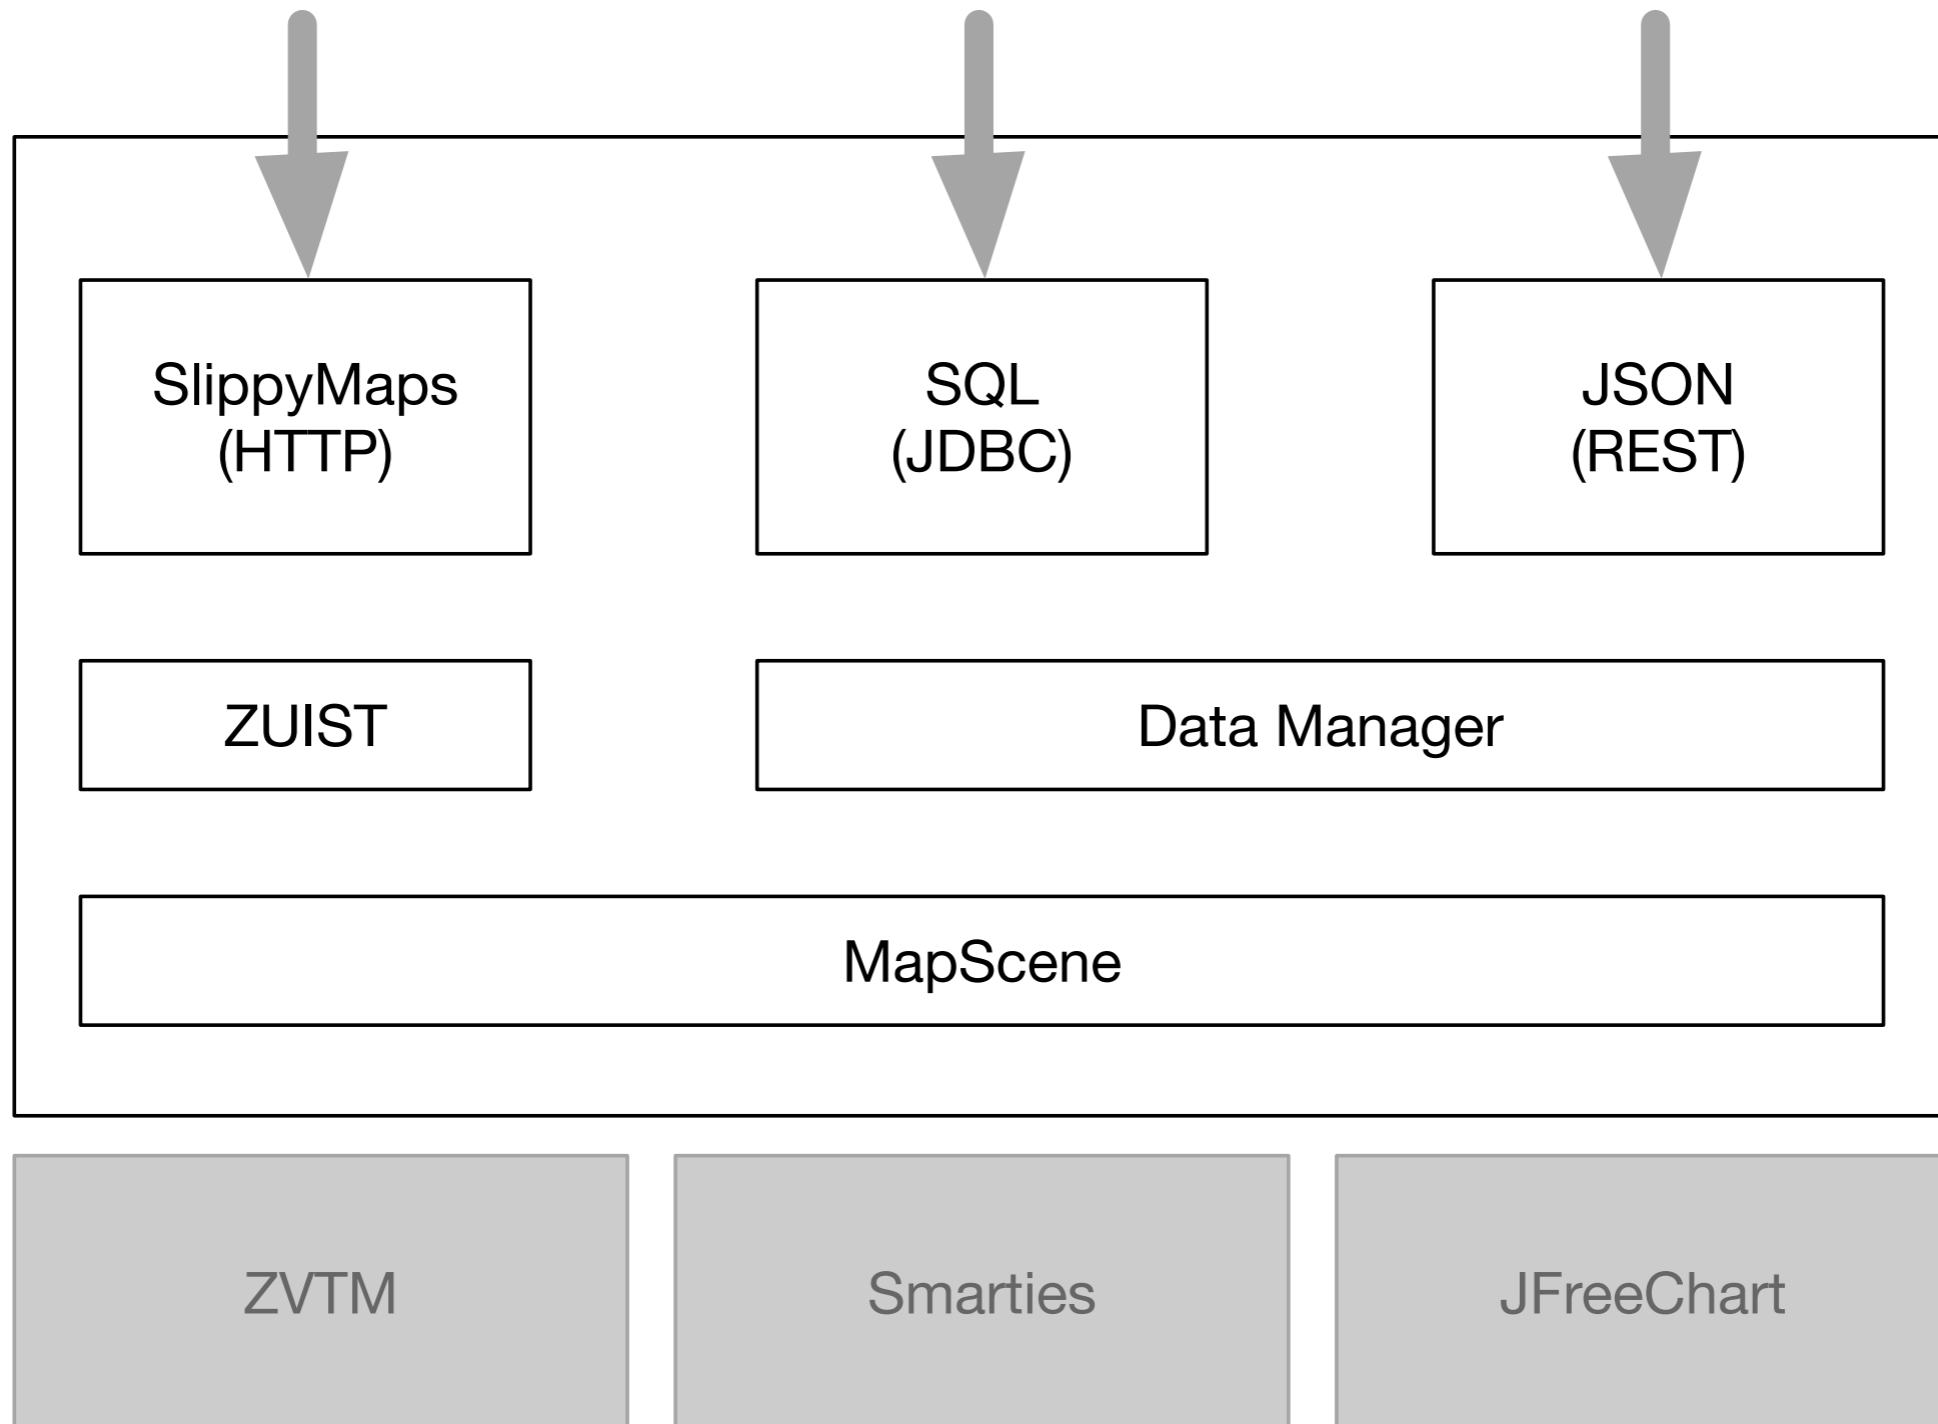 SlippyMaps
(HTTP)
SQL
(JDBC)
JSON
(REST)
ZUIST
Data Manager
MapScene
ZVTM
Smarties
JFreeChart